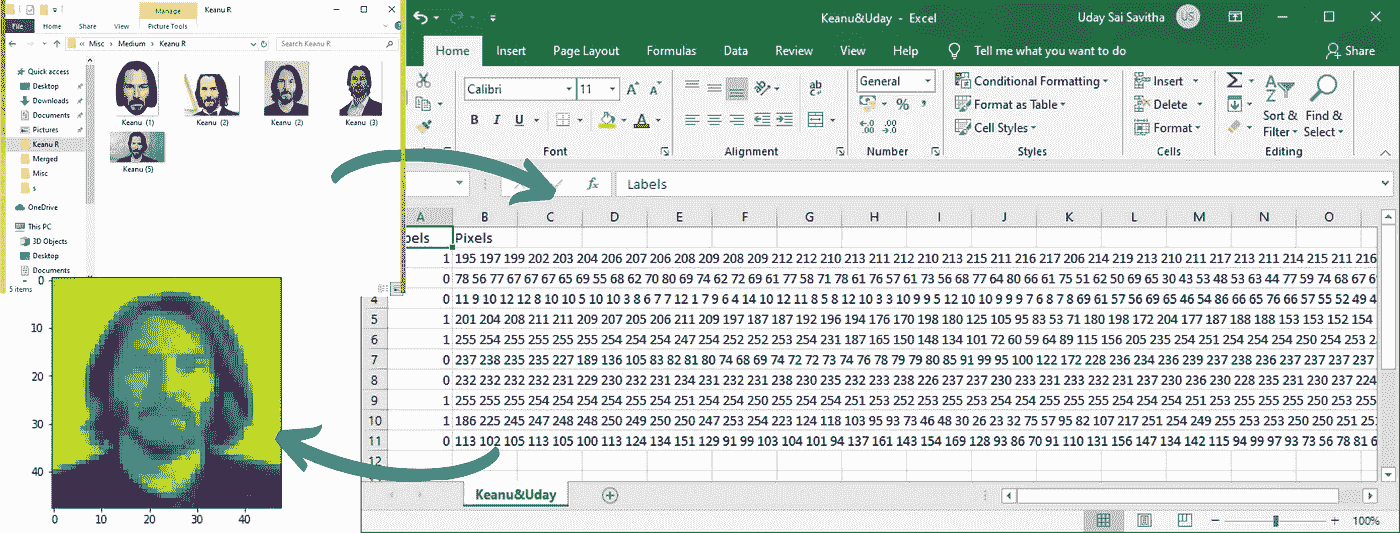 Manage
Keanu R
File
Home
Share
View
Picture Tools
Misc
Medium
Keanu R
Search Keanu R
Quick access
Desktop
Downloads
Documents
Pictures
Keanu R
Merged
Misc
s
OneDrive
This PC
3D Objects
Desktop
Documents
5 items
Keanu (1)
Keanu (2)
Keanu (2)
Keanu (3)
Keanu (5)
Keanu&Uday - Excel
Uday Sai Savitha
US
Home Insert Page Layout Formulas Data Review View Help Tell me what you want to do Share
Calibri 11
General
Conditional Formatting
Format as Table
Cell Styles
Insert
Delete
Format
Sort & Filter
Find & Select
B I U
Font
Alignment
Number
Styles
Cells
Editing
fx Labels
A B C D E F G H I J K L M N O
bels Pixels
1 195 197 199 202 203 204 206 207 206 208 209 208 209 212 212 210 213 211 210 212 210 213 215 211 216 217 206 214 215 213 211 214 215 211 216
0 78 56 77 67 67 67 65 69 55 68 62 70 80 69 74 62 72 69 61 77 58 71 78 61 76 57 61 73 56 68 77 64 80 66 61 75 51 62 50 69 65 30 43 53 48 53 43 44 77 59 74 68 67
4 0 11 9 10 12 12 8 10 10 5 10 10 3 8 6 7 7 12 1 7 9 6 4 14 10 12 12 11 8 5 8 12 10 3 3 10 9 9 5 12 10 10 9 9 9 7 6 8 7 8 69 61 57 56 69 65 46 54 86 66 65 76 66 57 55 52 49
5 1 201 204 208 211 211 209 207 205 206 211 209 197 187 187 192 196 194 176 170 198 180 125 105 95 83 53 71 180 198 172 204 177 187 188 188 153 153 152 154
6 1 255 254 255 255 255 255 254 254 247 254 252 252 253 254 231 187 165 150 148 134 101 72 60 59 64 89 115 156 205 235 254 254 255 254 254 251 250 254 253
7 0 237 238 235 235 227 189 136 105 83 82 81 80 74 68 69 74 72 72 73 74 76 78 79 79 80 85 91 99 95 100 122 172 228 236 234 236 234 239 241 239 237 238 237 237 237
8 0 232 232 232 232 231 229 230 232 231 234 231 232 231 238 230 235 232 233 238 226 237 237 230 233 231 233 231 232 237 231 234 232 230 236 230 228 235 231 230 237 224
9 1 255 255 255 255 254 255 254 251 250 255 254 254 255 254 251 253 252 255 253 254 255 251 255 254 255 254 255 255 255 255 255 255 250 253 255
10 1 186 225 245 247 248 248 250 249 250 250 247 253 254 223 124 118 103 95 93 73 46 48 30 26 23 32 75 57 95 82 107 217 251 254 249 255 253 253 250 250 251
11 0 113 102 105 113 105 100 113 124 134 151 129 91 99 103 104 101 94 137 161 143 154 169 128 93 86 70 91 110 131 156 147 134 142 115 94 99 97 93 73 56 78 81
12
Keanu&Uday
100%
0
10
20
30
40
0 10 20 30 40